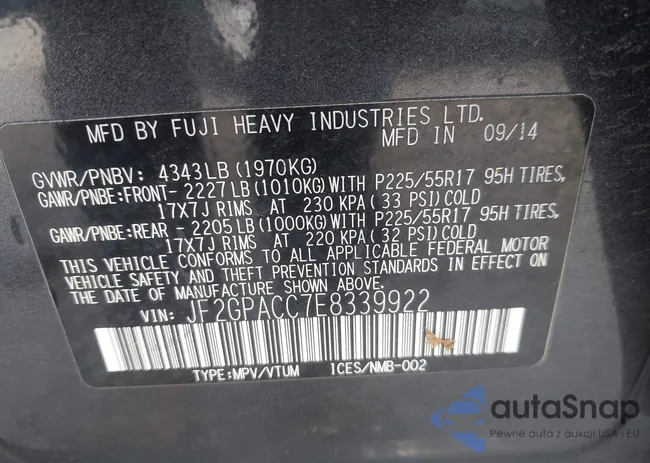 MFD BY FUJI HEAVY INDUSTRIES LTD.
MFD IN 09/14
GVWR/PNBV: 4343LB(1970KG)
GAWR/PNBE:FRONT- 2227LB(1010KG)WITH P225/55R17 95H TIRES,
17X7J RIMS AT 230 KPA(33 PSI)COLD
GAWR/PNBE:REAR - 2205LB(1000KG)WITH P225/55R17 95H TIRES,
17X7J RIMS AT 220 KPA(32 PSI)COLD
THIS VEHICLE CONFORMS TO ALL APPLICABLE FEDERAL MOTOR
VEHICLE SAFETY AND THEFT PREVENTION STANDARDS IN EFFECT ON
THE DATE OF MANUFACTURE SHOWN ABOVE.
VIN: JF2GPACC7E8339922
TYPE:MPV/VTUM ICES/NMB-002
autaSnap
Pewne auta z aukcji USA i EU